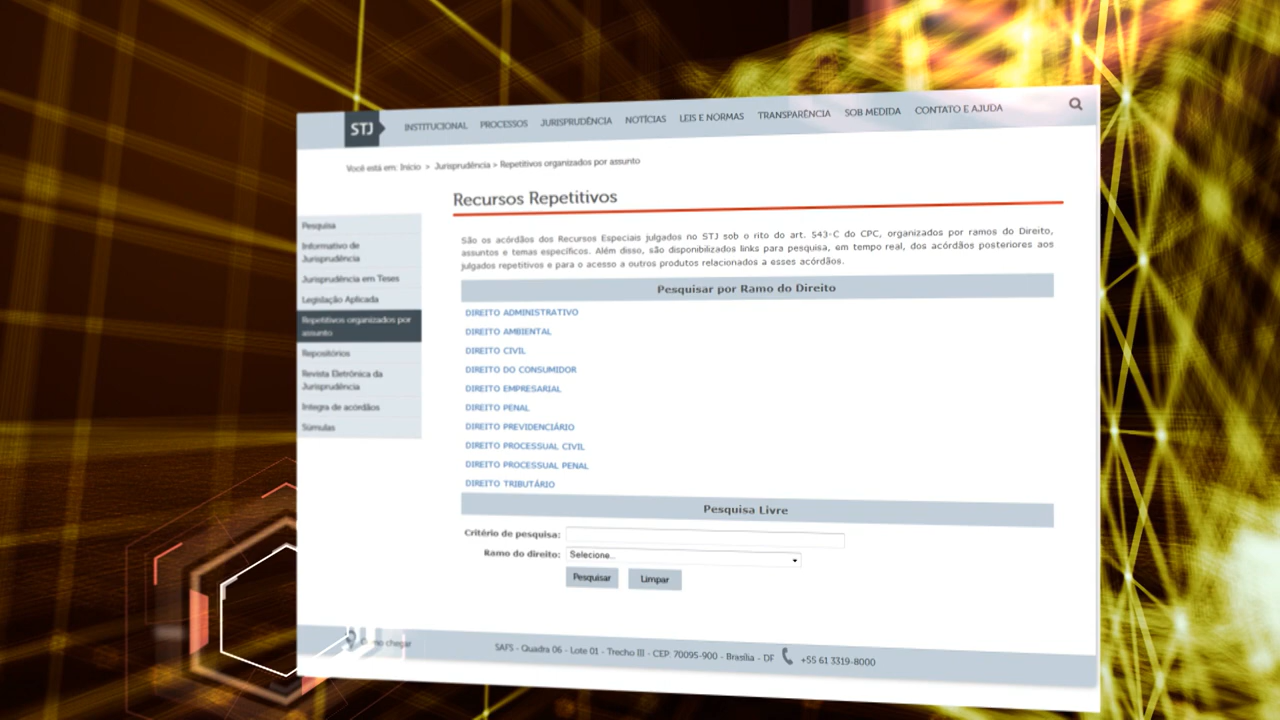 STJ
INSTITUCIONAL PROCESSOS JURISPRUDÊNCIA NOTÍCIAS LEIS E NORMAS TRANSPARÊNCIA SOB MEDIDA CONTATO E AJUDA
Você está em: Início > Jurisprudência > Repetitivos organizados por assunto
Recursos Repetitivos
Pesquisa
Informativo de
Jurisprudência
Jurisprudência em Teses
Legislação Aplicada
Repetitivos organizados por
assunto
Repositórios
Revista Eletrônica da
Jurisprudência
Íntegra de acórdãos
Súmulas
São os acórdãos dos Recursos Especiais julgados no STJ sob o rito do art. 543-C do CPC, organizados por ramos do Direito,
assuntos e temas específicos. Além disso, são disponibilizados links para pesquisa, em tempo real, dos acórdãos posteriores aos
julgados repetitivos e para o acesso a outros produtos relacionados a esses acórdãos.
Pesquisar por Ramo do Direito
DIREITO ADMINISTRATIVO
DIREITO AMBIENTAL
DIREITO CIVIL
DIREITO DO CONSUMIDOR
DIREITO EMPRESARIAL
DIREITO PENAL
DIREITO PREVIDENCIÁRIO
DIREITO PROCESSUAL CIVIL
DIREITO PROCESSUAL PENAL
DIREITO TRIBUTÁRIO
Pesquisa Livre
Critério de pesquisa:
Ramo do direito: Selecione...
Pesquisar Limpar
chegar
SAFS - Quadra 06 - Lote 01 - Trecho III - CEP: 70095-900 - Brasília - DF +55 61 3319-8000